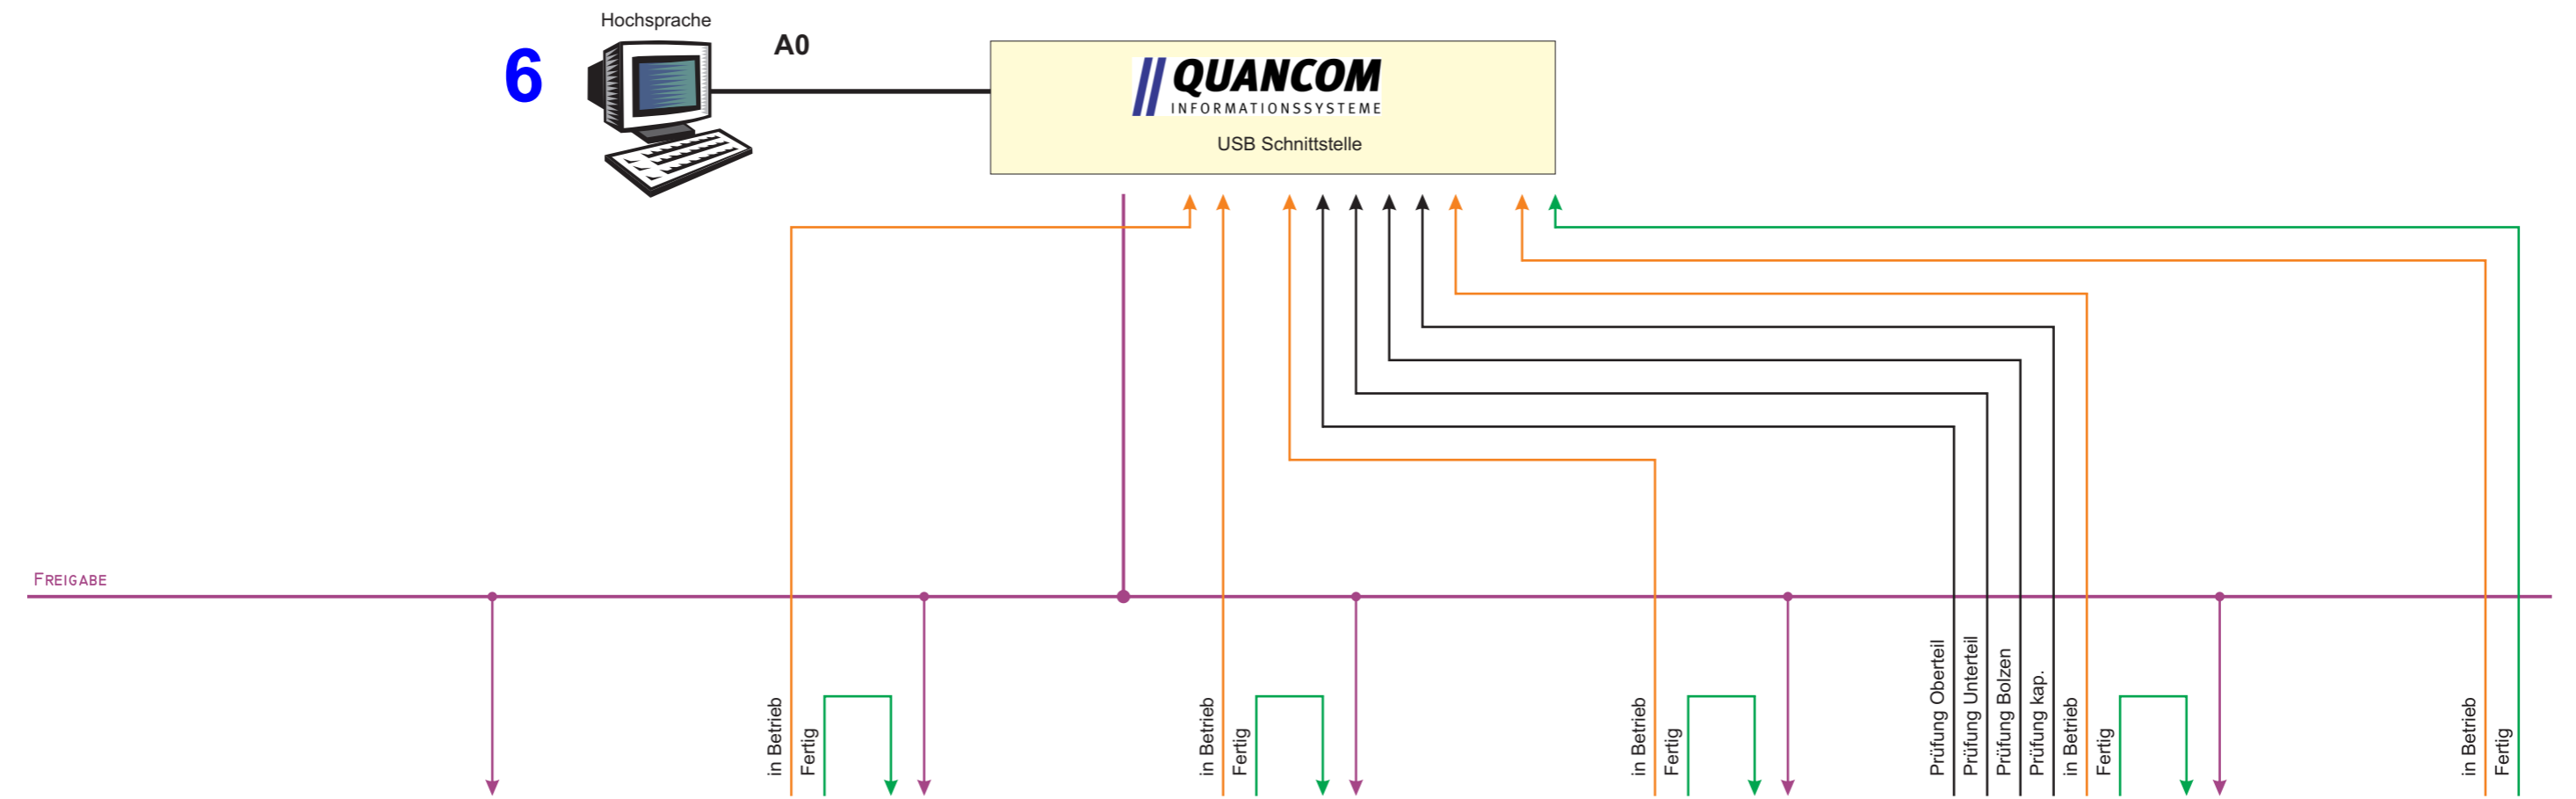 Hochsprache
6
A0
QUANCOM
INFORMATIONSSYSTEME
USB Schnittstelle
FREIGABE
in Betrieb
Fertig
in Betrieb
Fertig
in Betrieb
Fertig
Prüfung Oberteil
Prüfung Unterteil
Prüfung Bolzen
Prüfung kap.
in Betrieb
Fertig
in Betrieb
Fertig